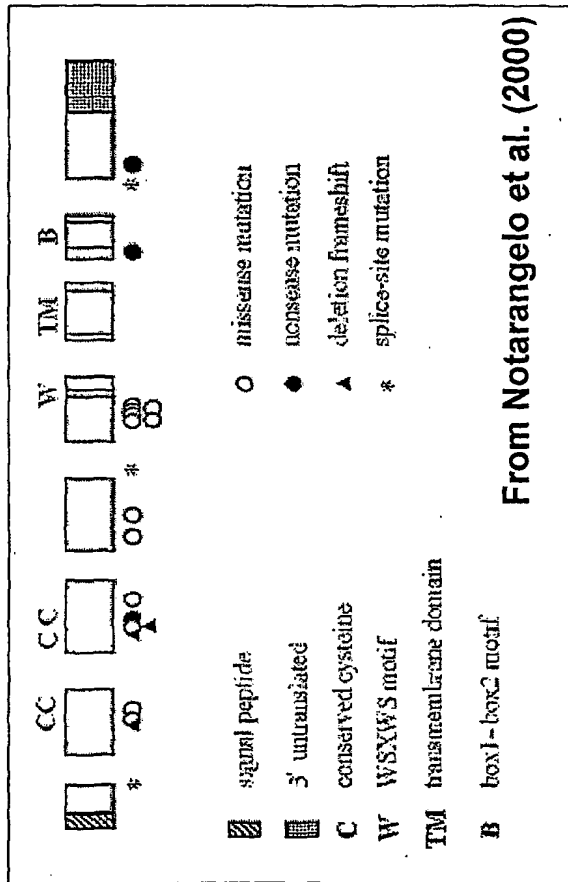 CC
C C
W
TM
B
* * *
signal peptide
3' untranslated
C conserved cysteine
W WSXWS motif
TM transmembrane domain
B box1-box2 motif
missense mutation
nonsense mutation
deletion frameshift
* splice-site mutation
From Notarangelo et al. (2000)